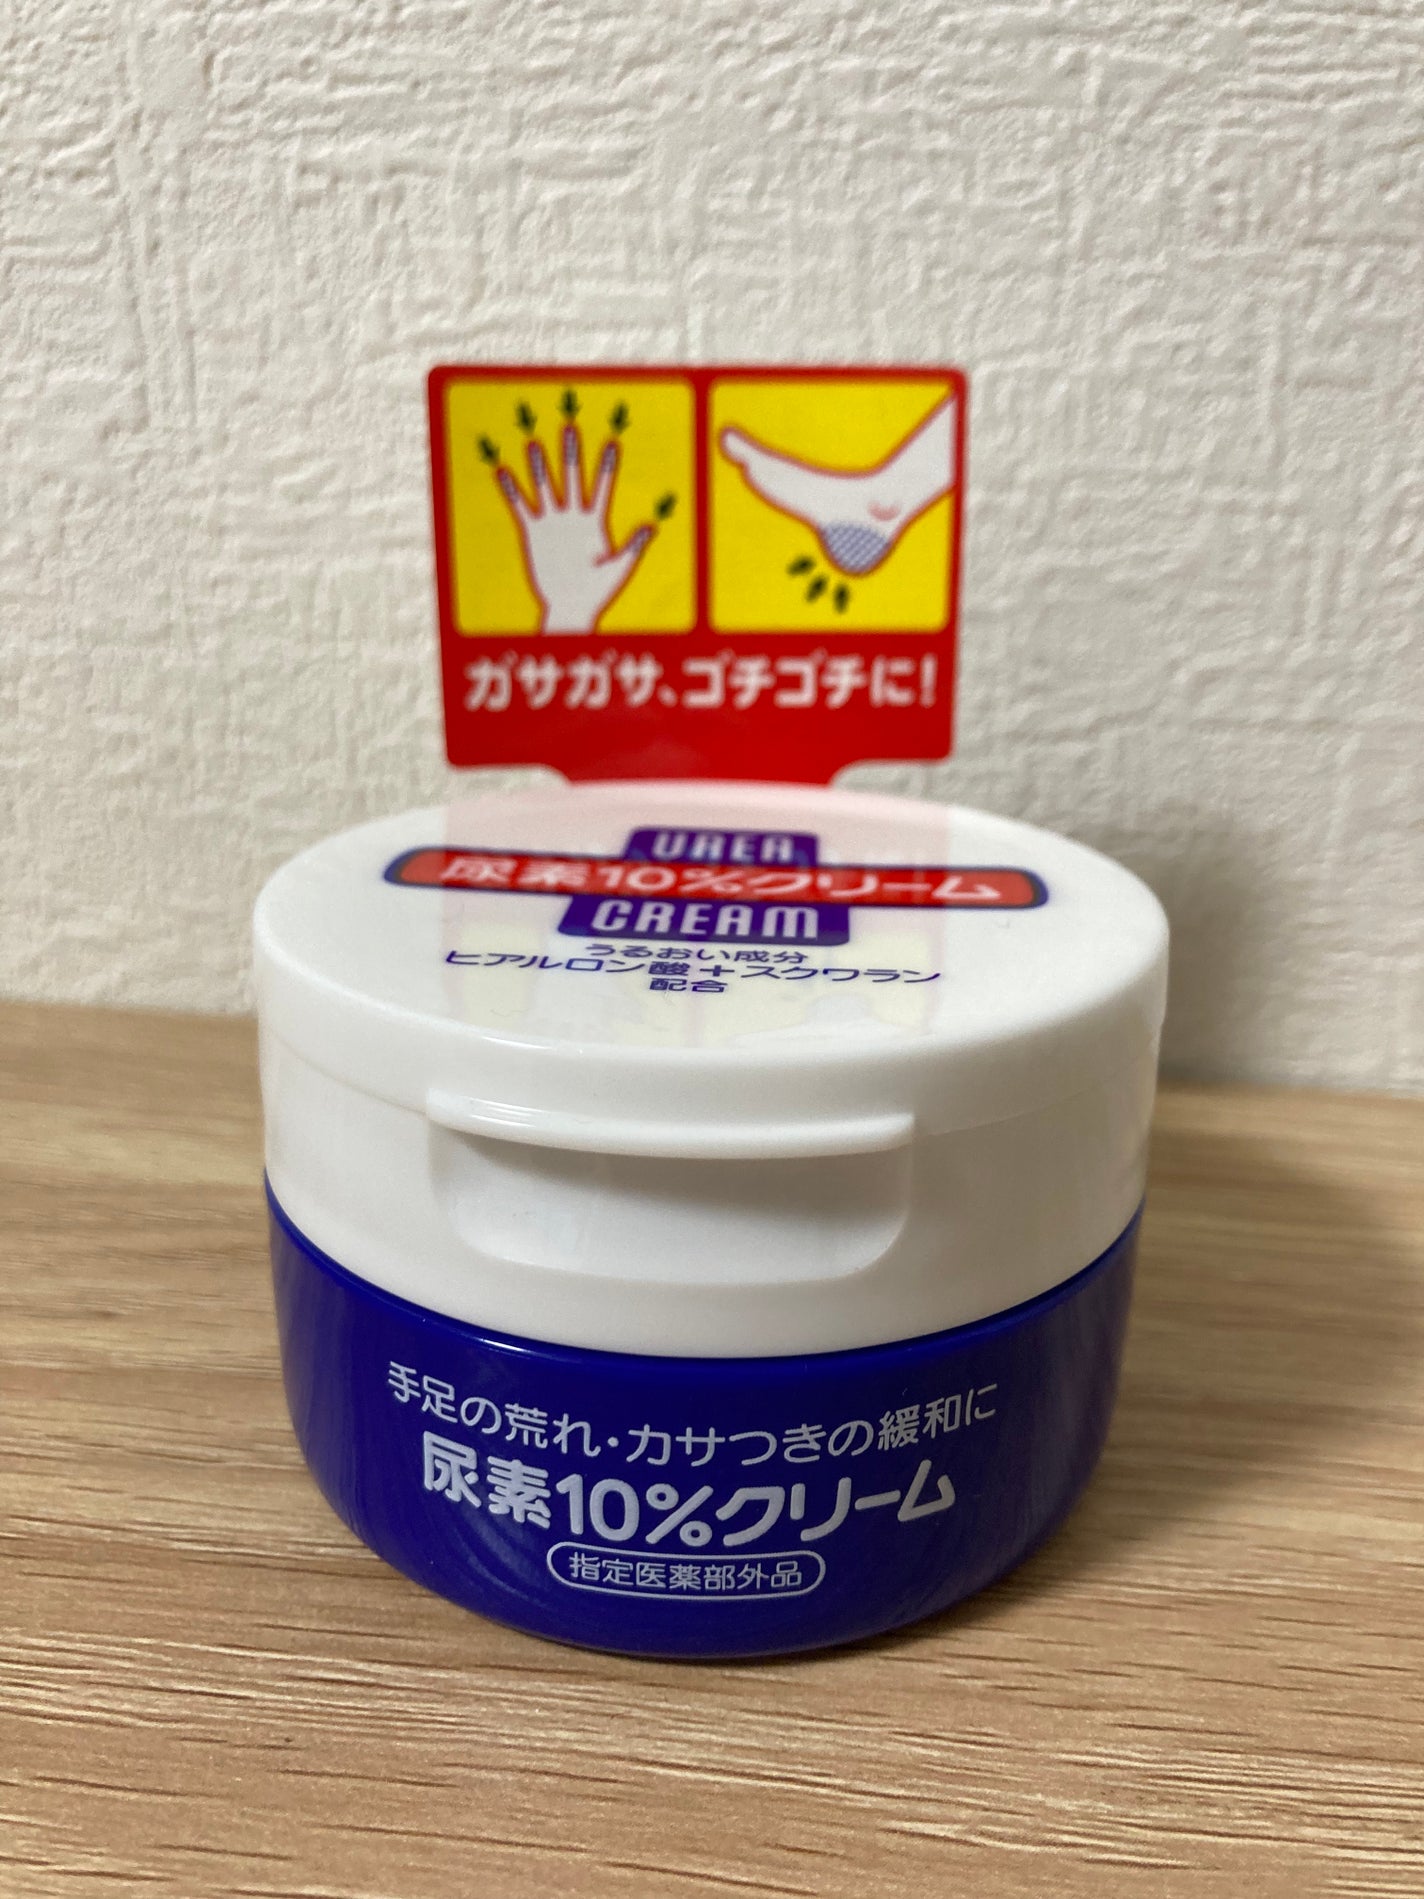 ガサガサ、ゴチゴチに!
UREA
尿素10%クリーム
CREAM
うるおい成分
ヒアルロン酸+スクワラン
配合
手足の荒れ・カサつきの緩和に
尿素10%クリーム
指定医薬部外品